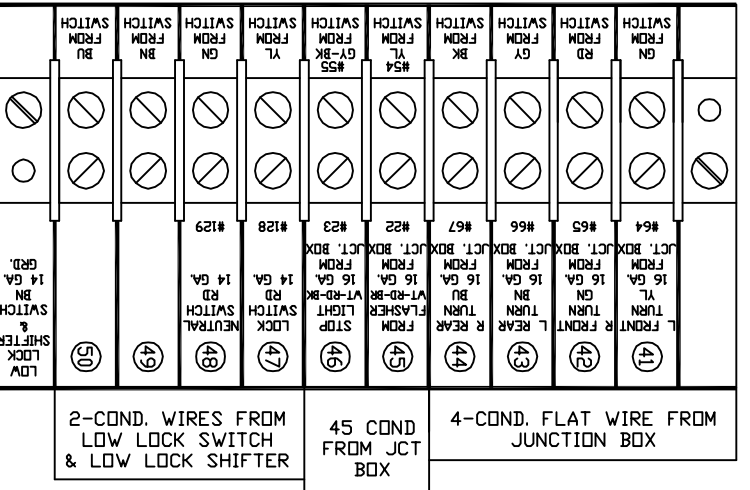 BU
FROM
SWITCH
BN
FROM
SWITCH
GN
FROM
SWITCH
YL
FROM
SWITCH
#55
GY-BK
FROM
SWITCH
#54
YL
FROM
SWITCH
BK
FROM
SWITCH
GY
FROM
SWITCH
RD
FROM
SWITCH
GN
FROM
SWITCH
LOW
LOCK
SHIFTER
&
SWITCH
BN
14 GA.
GRD.
50
49
48
NEUTRAL
SWITCH
RD
14 GA.
#129
47
LOCK
SWITCH
RD
14 GA.
#128
46
STOP
LIGHT
WT-RD-BK
16 GA.
FROM
JCT. BOX
#23
45
FROM
FLASHER
WT-RD-BR
16 GA.
FROM
JCT. BOX
#22
44
R REAR
TURN
BU
16 GA.
FROM
JCT. BOX
#67
43
L REAR
TURN
BN
16 GA.
FROM
JCT. BOX
#66
42
R FRONT
TURN
GN
16 GA.
FROM
JCT. BOX
#65
41
L FRONT
TURN
YL
16 GA.
FROM
JCT. BOX
#64
2-COND. WIRES FROM
LOW LOCK SWITCH
& LOW LOCK SHIFTER
45 COND
FROM JCT
BOX
4-COND. FLAT WIRE FROM
JUNCTION BOX